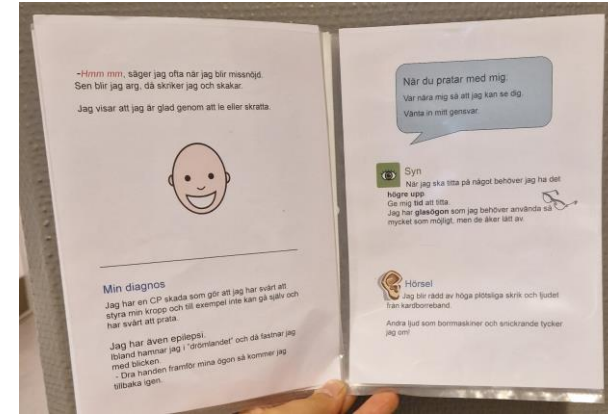 -Hmm mm, säger jag ofta när jag blir missnöjd.
Sen blir jag arg, då skriker jag och skakar.
Jag visar att jag är glad genom att le eller skratta.
Min diagnos
Jag har en CP skada som gör att jag har svårt att
styra min kropp och till exempel inte kan gå själv och
har svårt att prata.
Jag har även epilepsi.
Ibland hamnar jag i "drömlandet" och då fastnar jag
med blicken.
- Dra handen framför mina ögon så kommer jag
tillbaka igen.
När du pratar med mig:
Var nära mig så att jag kan se dig.
Vänta in mitt gensvar.
Syn
När jag ska titta på något behöver jag ha det
högre upp.
Ge mig tid att titta.
Jag har glasögon som jag behöver använda så
mycket som möjligt, men de åker lätt av.
Hörsel
Jag blir rädd av höga plötsliga skrik och ljudet
från kardborreband.
Andra ljud som borrmaskiner och snickrande tycker
jag om!